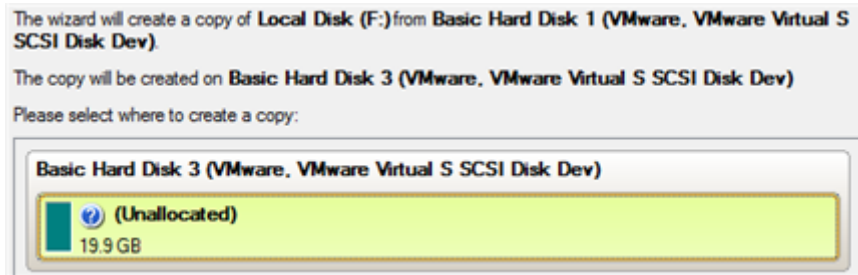 The wizard will create a copy of Local Disk (F:)from Basic Hard Disk 1 (VMware, VMware Virtual S
SCSI Disk Dev).
The copy will be created on Basic Hard Disk 3 (VMware, VMware Virtual S SCSI Disk Dev)
Please select where to create a copy:
Basic Hard Disk 3 (VMware, VMware Virtual S SCSI Disk Dev)
? (Unallocated)
19.9 GB